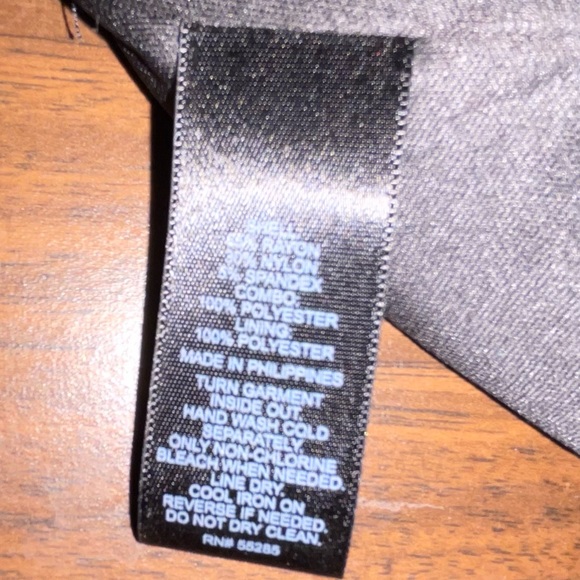 SHELL
RAYON
NYLON
SPANDEX
COMBO
100% POLYESTER
LINING
100% POLYESTER
MADE IN PHILIPPINES
TURN GARMENT
INSIDE OUT
HAND WASH COLD
SEPARATELY
ONLY NON-CHLORINE
BLEACH WHEN NEEDED.
LINE DRY
COOL IRON ON
REVERSE IF NEEDED.
DO NOT DRY CLEAN.
RN# 55285